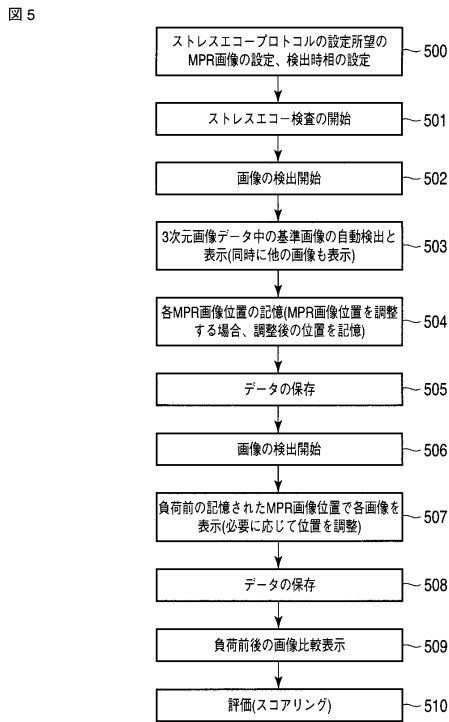 図5
ストレスエコープロトコルの設定所望の
MPR画像の設定、検出時相の設定
500
ストレスエコー検査の開始
501
画像の検出開始
502
3次元画像データ中の基準画像の自動検出と
表示(同時に他の画像も表示)
503
各MPR画像位置の記憶(MPR画像位置を調整
する場合、調整後の位置を記憶)
504
データの保存
505
画像の検出開始
506
負荷前の記憶されたMPR画像位置で各画像を
表示(必要に応じて位置を調整)
507
データの保存
508
負荷前後の画像比較表示
509
評価(スコアリング)
510